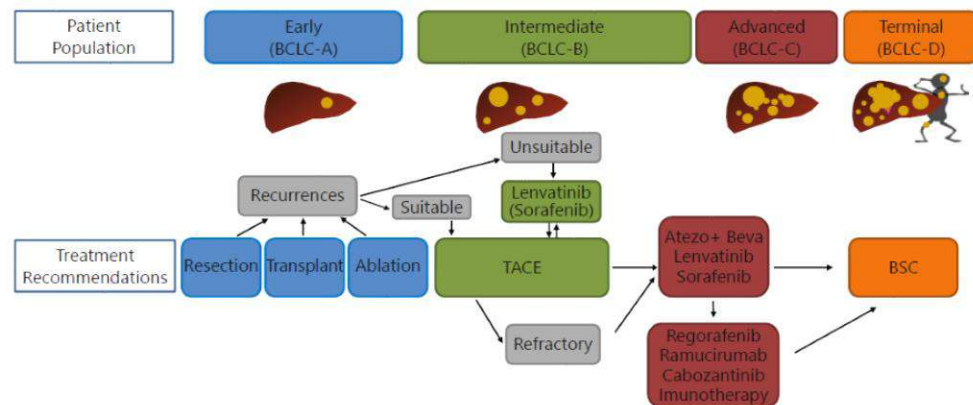 Patient
Population
Early
(BCLC-A)
Intermediate
(BCLC-B)
Advanced
(BCLC-C)
Terminal
(BCLC-D)
Unsuitable
Recurrences
Suitable
Lenvatinib
(Sorafenib)
Treatment
Recommendations
Resection
Transplant
Ablation
TACE
Atezo+ Beva
Lenvatinib
Sorafenib
BSC
Refractory
Regorafenib
Ramucirumab
Cabozantinib
Imunotherapy